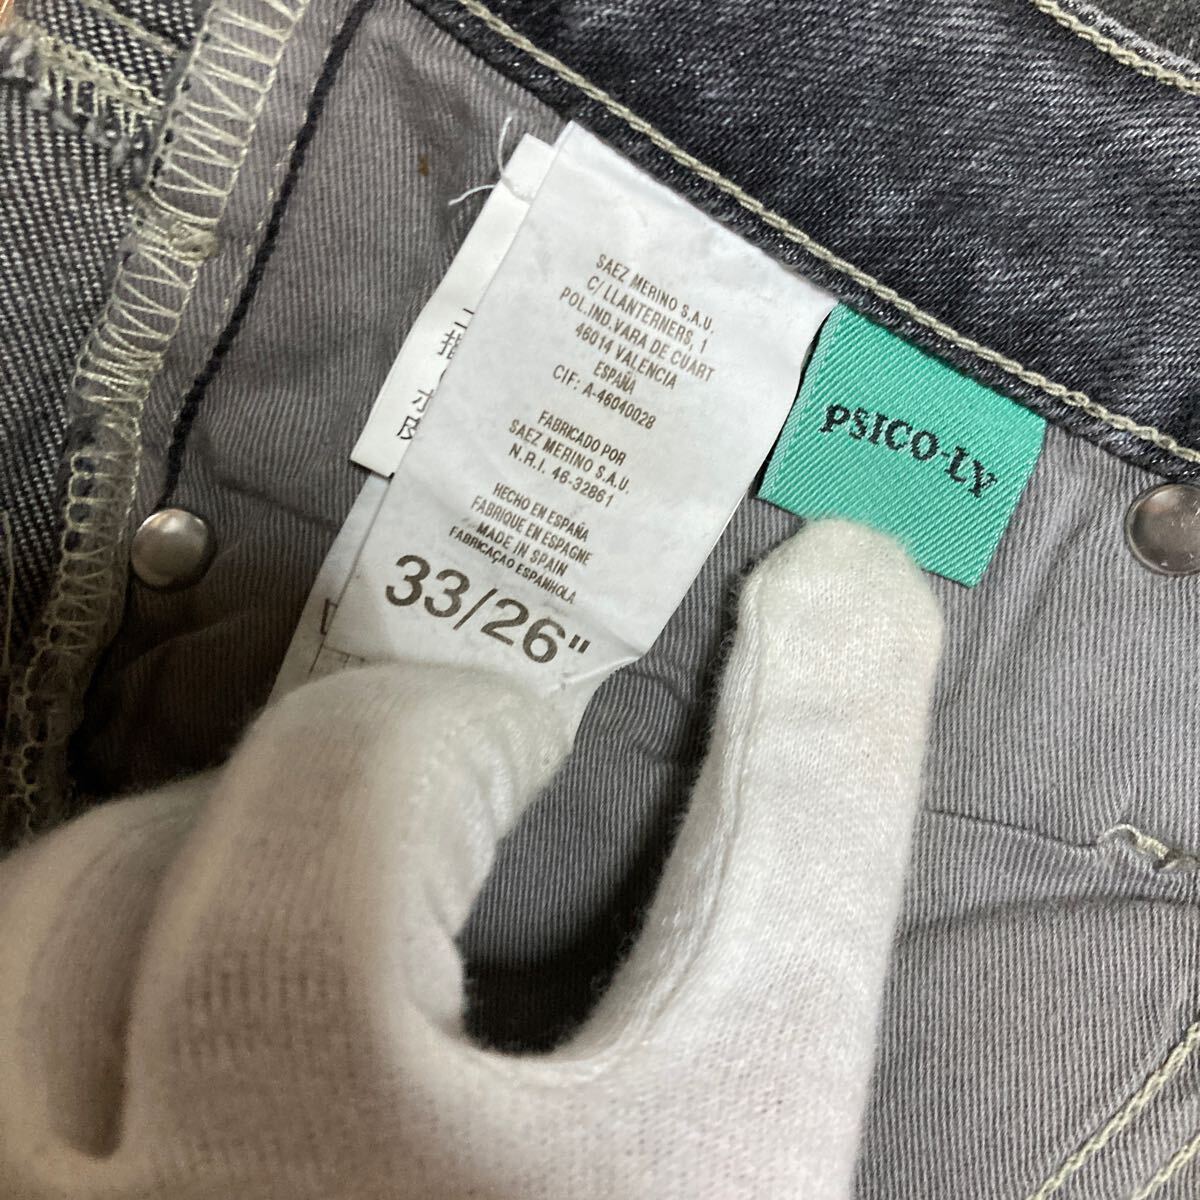 SAEZ MERINO S.A.U.
C/ LLANTERNERS, 1
POL.IND.VARA DE CUART
46014 VALENCIA
ESPAÑA
CIF: A-46040028
FABRICADO POR
SAEZ MERINO S.A.U.
N.R.I. 46-32861
HECHO EN ESPAÑA
FABRIQUE EN ESPAGNE
MADE IN SPAIN
FABRICAÇAO ESPANHOLA
33/26"
PSICO-LY